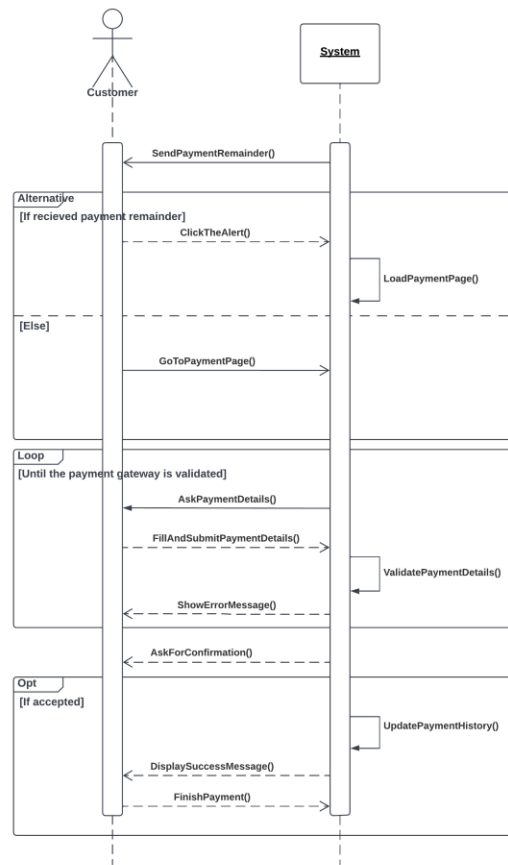 System
Customer
SendPaymentRemainder()
Alternative
[If recieved payment remainder]
ClickTheAlert()
LoadPaymentPage()
[Else]
GoToPaymentPage()
Loop
[Until the payment gateway is validated]
AskPaymentDetails()
FillAndSubmitPaymentDetails()
ValidatePaymentDetails()
ShowErrorMessage()
AskForConfirmation()
Opt
[If accepted]
UpdatePaymentHistory()
DisplaySuccessMessage()
FinishPayment()